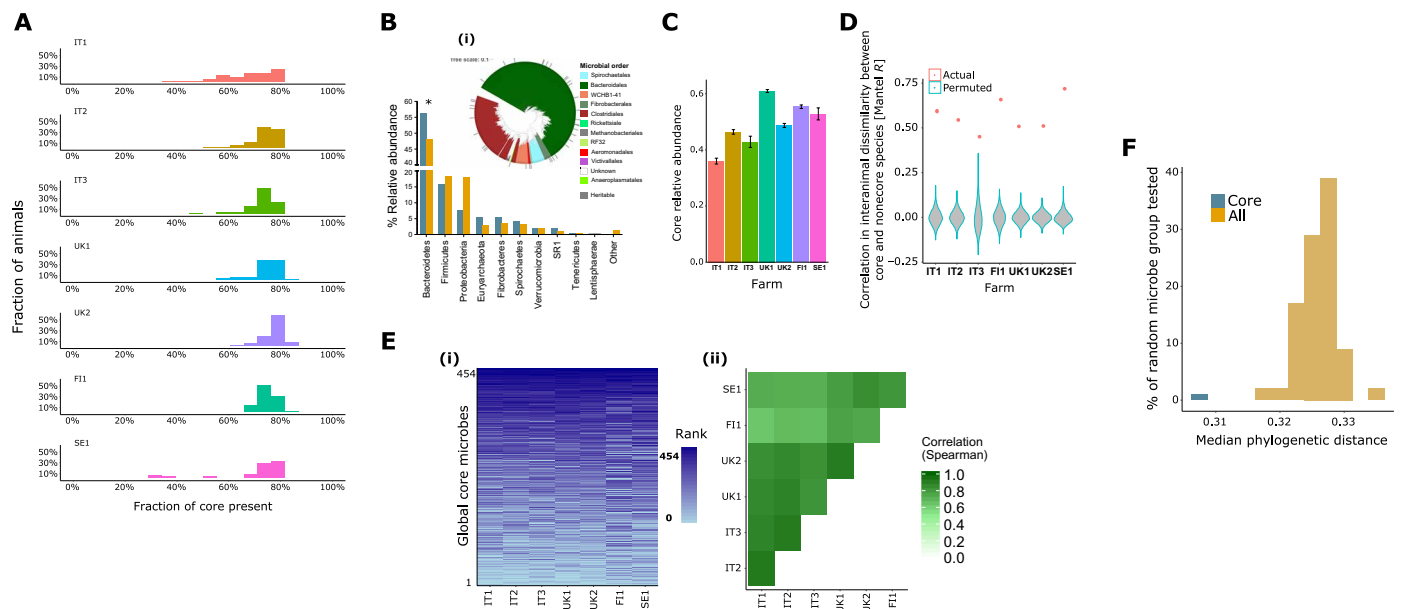 A
IT1
50%
30%
10%
0%
20%
40%
60%
80%
100%
IT2
50%
30%
10%
0%
20%
40%
60%
80%
100%
IT3
50%
30%
10%
0%
20%
40%
60%
80%
100%
UK1
50%
30%
10%
0%
20%
40%
60%
80%
100%
UK2
50%
30%
10%
0%
20%
40%
60%
80%
100%
FI1
50%
30%
10%
0%
20%
40%
60%
80%
100%
SE1
50%
30%
10%
0%
20%
40%
60%
80%
100%
Fraction of animals
Fraction of core present
B
(i)
Tree scale: 0.1
Microbial order
Spirochaetales
Bacteroidales
WCHB1-41
Fibrobacterales
Clostridiales
Rickettsiale
Methanobacteriales
RF32
Aeromonadales
Victivallales
Unknown
Anaeroplasmatales
Heritable
% Relative abundance
60
55
50
45
40
20
15
10
5
0
*
Bacteroidetes
Firmicutes
Proteobacteria
Euryarchaeota
Fibrobacteres
Spirochaetes
Verrucomicrobia
SR1
Tenericutes
Lentisphaerae
Other
C
Core relative abundance
0.6
0.4
0.2
0.0
IT1 IT2 IT3 UK1 UK2 FI1 SE1
Farm
D
Correlation in interanimal dissimilarity between
core and nonecore species [Mantel R]
Actual
Permuted
0.75
0.50
0.25
0.00
−0.25
IT1 IT2 IT3 FI1 UK1 UK2 SE1
Farm
E
(i)
Global core microbes
454
1
IT1 IT2 IT3 UK1 UK2 FI1 SE1
Rank
454
0
(ii)
SE1
FI1
UK2
UK1
IT3
IT2
IT1 IT2 IT3 UK1 UK2 FI1
Correlation
(Spearman)
1.0
0.8
0.6
0.4
0.2
0.0
F
% of random microbe group tested
Core
All
40
30
20
10
0
0.31 0.32 0.33
Median phylogenetic distance